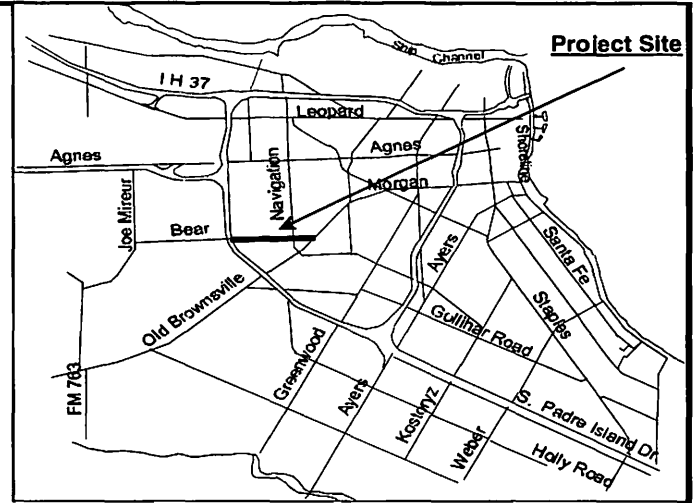 Project Site
Ship Channel
I H 37
Leopard
Shoreline
Agnes
Agnes
Navigation
Morgan
Joe Mireur
Bear
Ayers
Santa Fe
Old Brownsville
Staples
Gollihar Road
FM 763
Greenwood
Ayers
Kostoryz
S. Padre Island Dr.
Weber
Holly Road